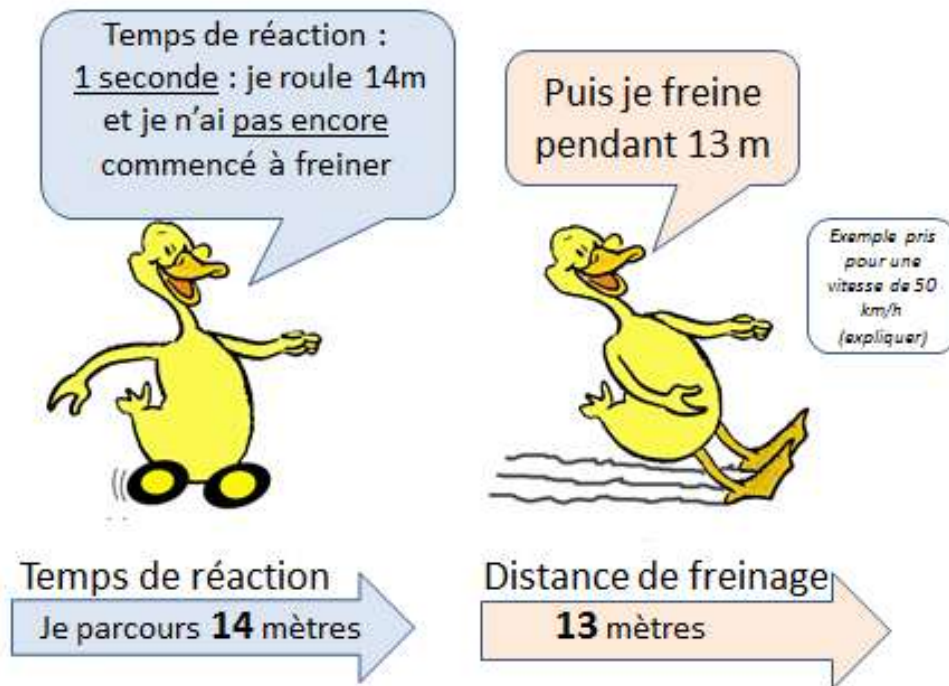 Temps de réaction :
1 seconde : je roule 14m
et je n'ai pas encore
commencé à freiner
Puis je freine
pendant 13 m
Exemple pris
pour une
vitesse de 50
km/h
(expliquer)
Temps de réaction
Je parcours 14 mètres
Distance de freinage
13 mètres